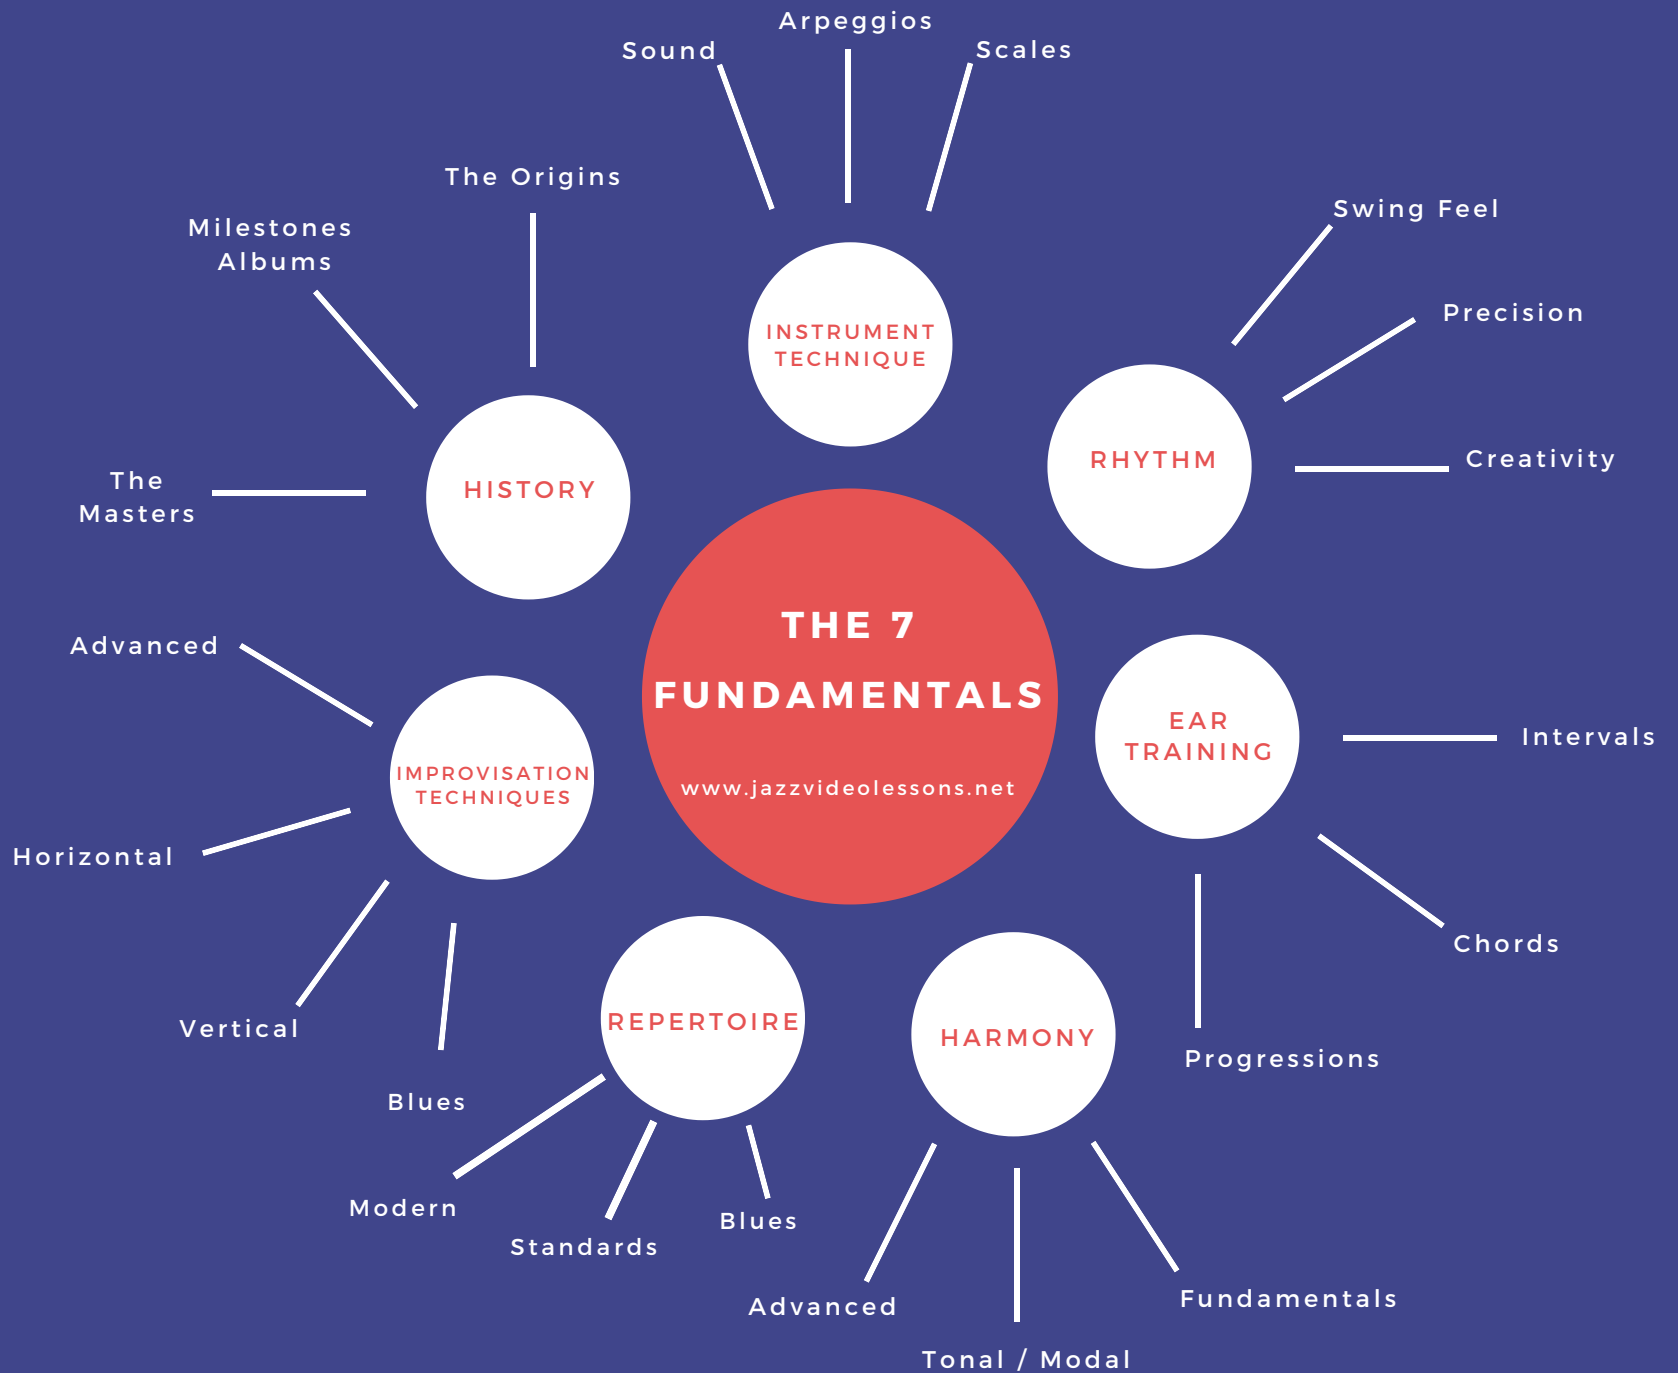 Arpeggios
Sound
Scales
The Origins
Milestones
Albums
Swing Feel
Precision
INSTRUMENT
TECHNIQUE
RHYTHM
Creativity
HISTORY
The
Masters
THE 7
FUNDAMENTALS
www.jazzvideolessons.net
Advanced
EAR
TRAINING
Intervals
IMPROVISATION
TECHNIQUES
Horizontal
Chords
Vertical
Blues
REPERTOIRE
HARMONY
Progressions
Modern
Standards
Blues
Advanced
Fundamentals
Tonal / Modal